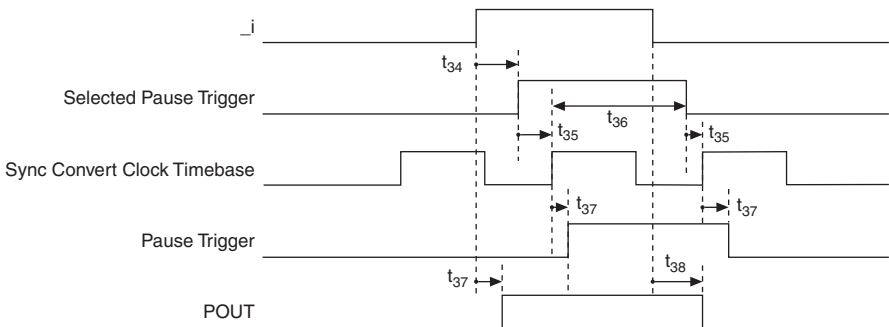 _i
t34
Selected Pause Trigger
t36
t35
t35
Sync Convert Clock Timebase
t37
t37
Pause Trigger
t37
t38
POUT